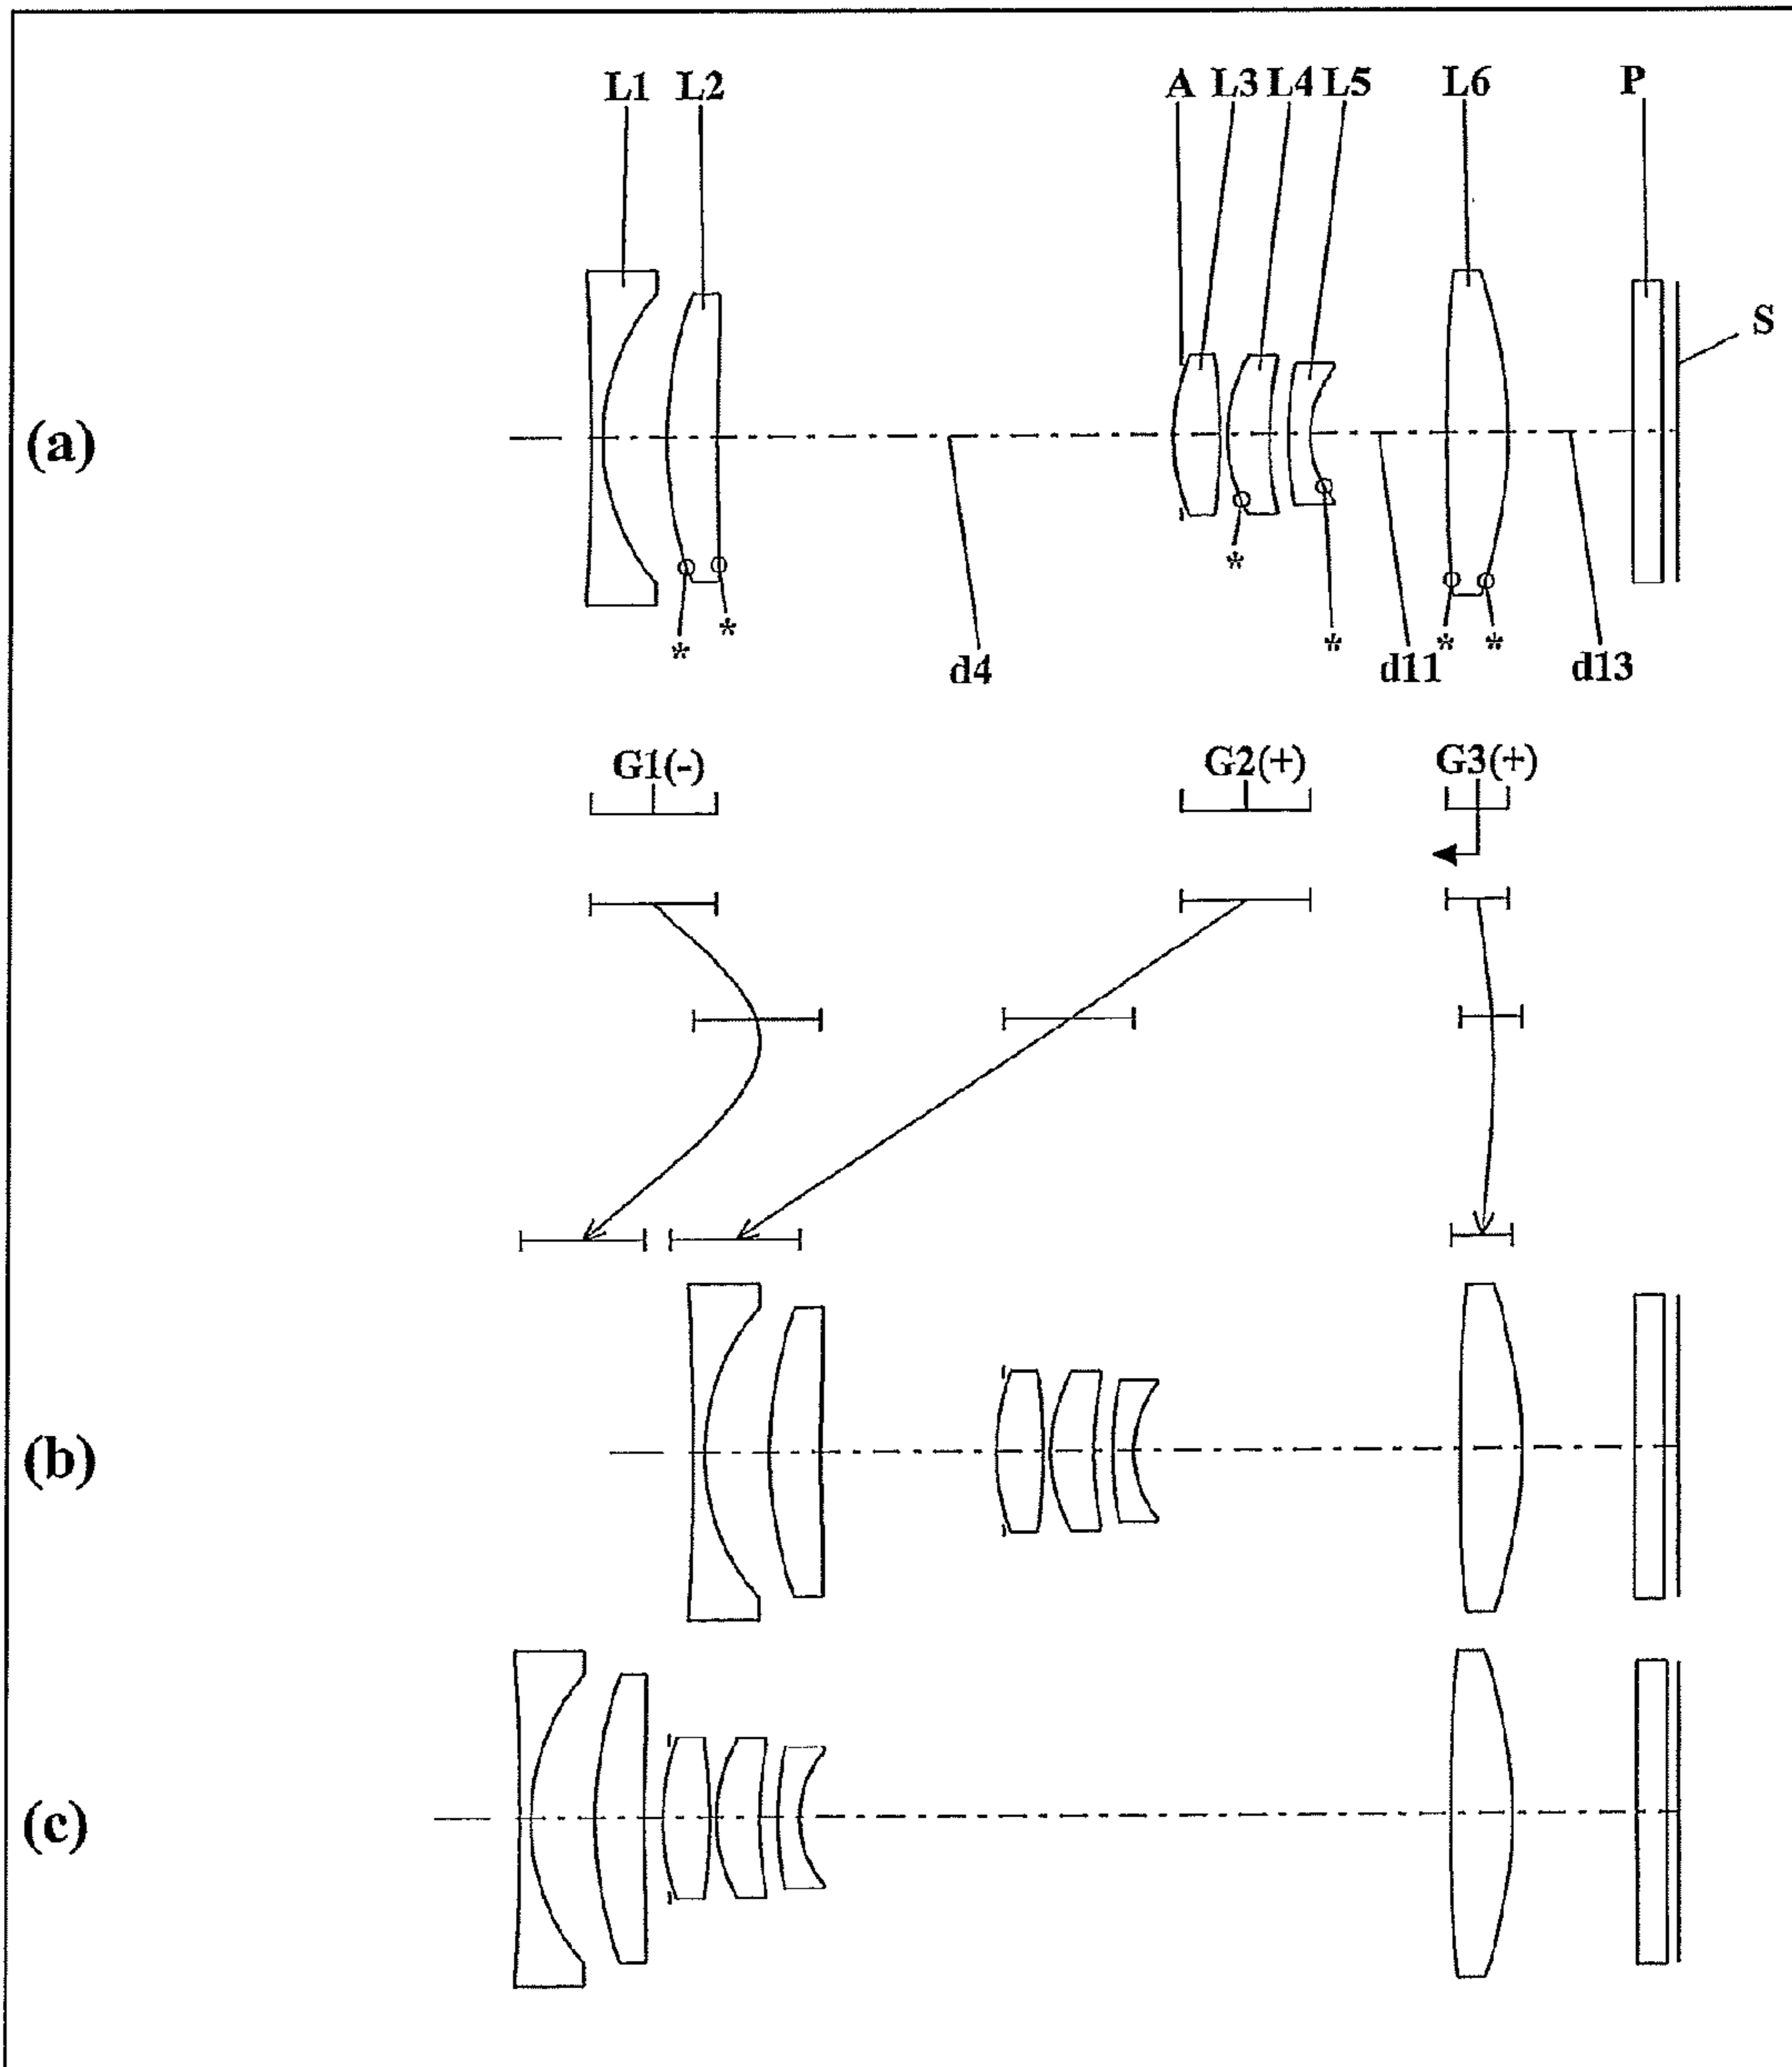 L1 L2 A L3 L4 L5 L6 P
S
(a)
* * * * * *
d4 d11 d13
G1(-) G2(+) G3(+)
(b)
(c)